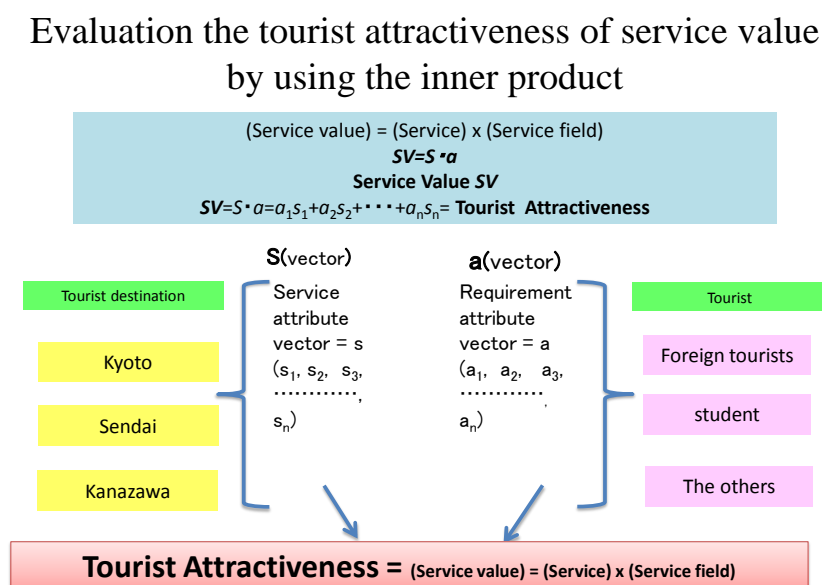 Evaluation the tourist attractiveness of service value
by using the inner product
(Service value) = (Service) x (Service field)
SV=S・a
Service Value SV
SV=S・a=a₁s₁+a₂s₂+・・・+aₙsₙ= Tourist Attractiveness
S(vector)
a(vector)
Tourist destination
Kyoto
Sendai
Kanazawa
Service
attribute
vector = s
(s₁, s₂, s₃,
…………,
sₙ)
Requirement
attribute
vector = a
(a₁, a₂, a₃,
…………,
aₙ)
Tourist
Foreign tourists
student
The others
Tourist Attractiveness = (Service value) = (Service) x (Service field)